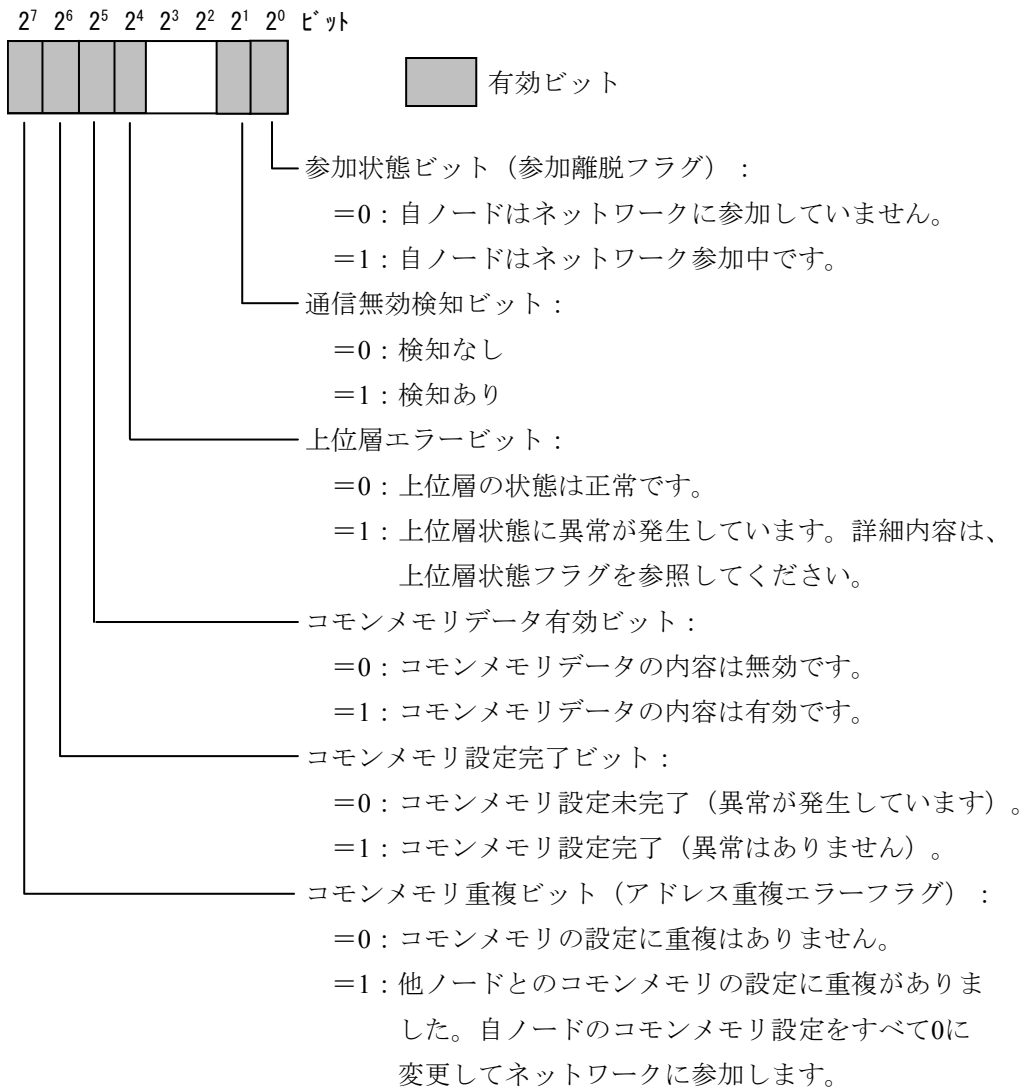 2⁷ 2⁶ 2⁵ 2⁴ 2³ 2² 2¹ 2⁰ ﾋﾞｯﾄ
有効ビット
参加状態ビット（参加離脱フラグ）：
＝0：自ノードはネットワークに参加していません。
＝1：自ノードはネットワーク参加中です。
通信無効検知ビット：
＝0：検知なし
＝1：検知あり
上位層エラービット：
＝0：上位層の状態は正常です。
＝1：上位層状態に異常が発生しています。詳細内容は、
上位層状態フラグを参照してください。
コモンメモリデータ有効ビット：
＝0：コモンメモリデータの内容は無効です。
＝1：コモンメモリデータの内容は有効です。
コモンメモリ設定完了ビット：
＝0：コモンメモリ設定未完了（異常が発生しています）。
＝1：コモンメモリ設定完了（異常はありません）。
コモンメモリ重複ビット（アドレス重複エラーフラグ）：
＝0：コモンメモリの設定に重複はありません。
＝1：他ノードとのコモンメモリの設定に重複がありま
した。自ノードのコモンメモリ設定をすべて0に
変更してネットワークに参加します。